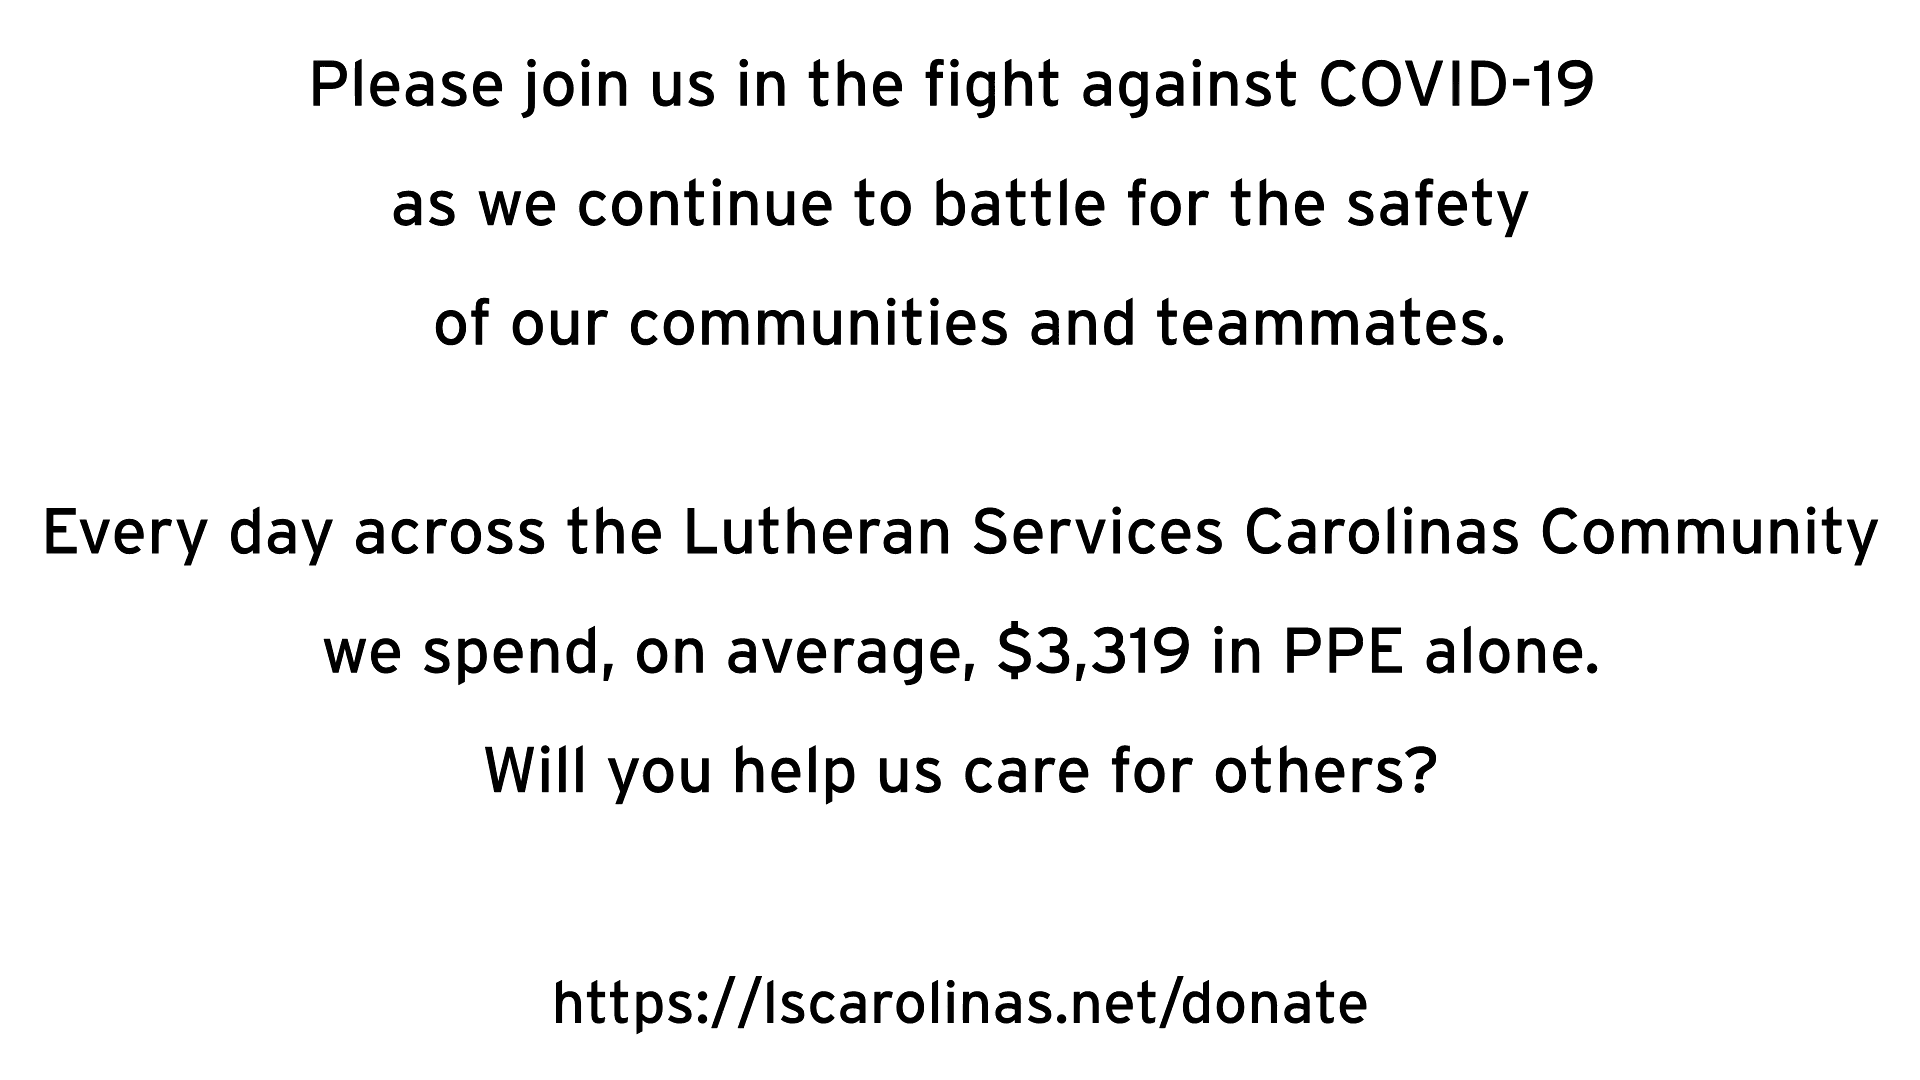 Please join us in the fight against COVID-19
as we continue to battle for the safety
of our communities and teammates.
Every day across the Lutheran Services Carolinas Community
we spend, on average, $3,319 in PPE alone.
Will you help us care for others?
https://lscarolinas.net/donate